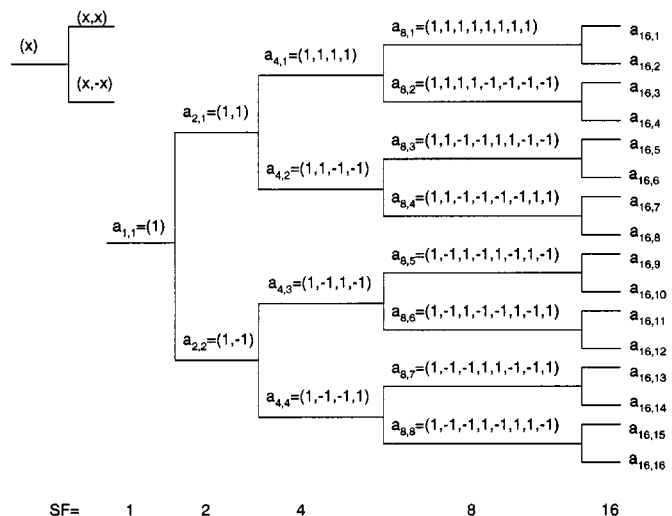 (x,x)
(x)
(x,-x)
a8,1=(1,1,1,1,1,1,1,1)
a16,1
a4,1=(1,1,1,1)
a16,2
a8,2=(1,1,1,1,-1,-1,-1,-1)
a16,3
a2,1=(1,1)
a16,4
a8,3=(1,1,-1,-1,1,1,-1,-1)
a16,5
a4,2=(1,1,-1,-1)
a16,6
a8,4=(1,1,-1,-1,-1,-1,1,1)
a16,7
a1,1=(1)
a16,8
a8,5=(1,-1,1,-1,1,-1,1,-1)
a16,9
a4,3=(1,-1,1,-1)
a16,10
a8,6=(1,-1,1,-1,-1,1,-1,1)
a16,11
a2,2=(1,-1)
a16,12
a8,7=(1,-1,-1,1,1,-1,-1,1)
a16,13
a4,4=(1,-1,-1,1)
a16,14
a8,8=(1,-1,-1,1,-1,1,1,-1)
a16,15
a16,16
SF= 1 2 4 8 16